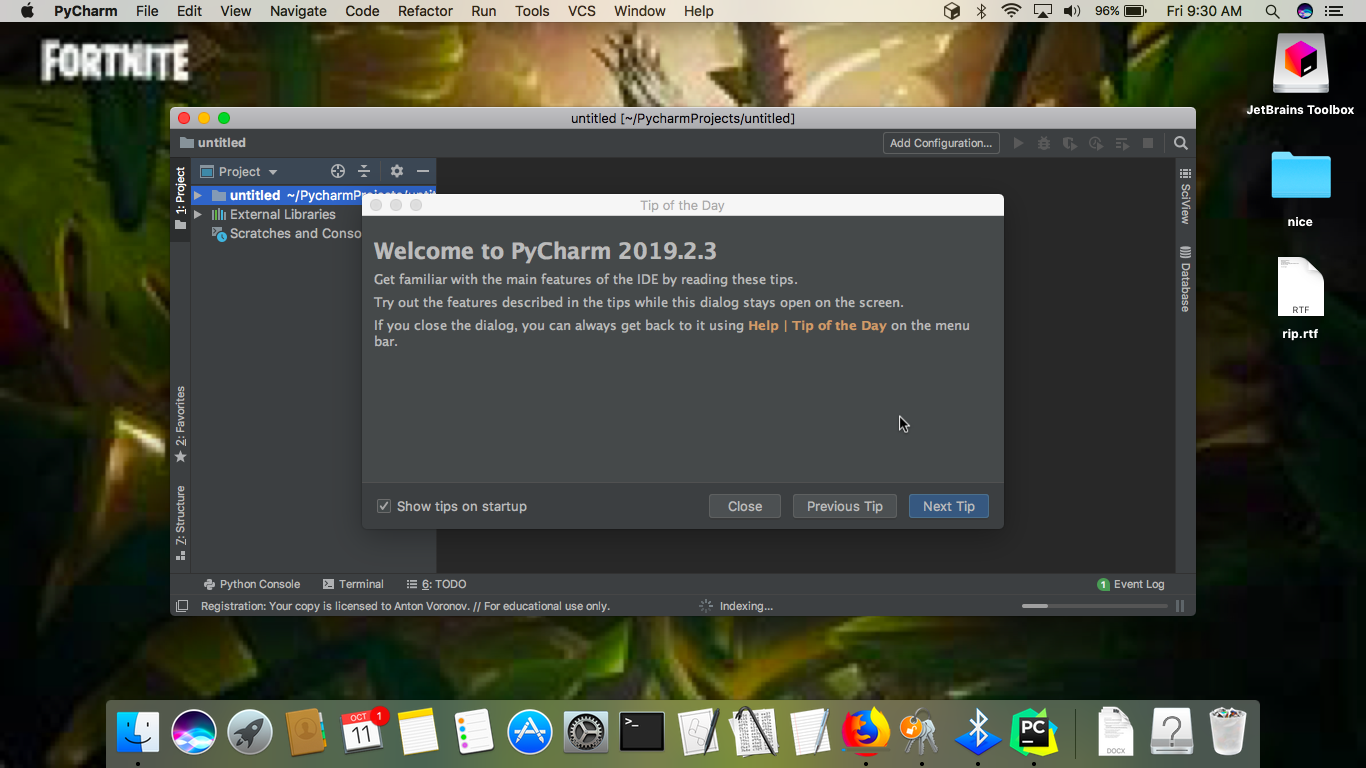 PyCharm File Edit View Navigate Code Refactor Run Tools VCS Window Help 96% Fri 9:30 AM
FORTNITE
JetBrains Toolbox
nice
RTF
rip.rtf
untitled [~/PycharmProjects/untitled]
untitled
Add Configuration...
Project
untitled ~/PycharmProjects/untit
External Libraries
Scratches and Conso
1: Project
2: Favorites
Z: Structure
SciView
Database
Tip of the Day
Welcome to PyCharm 2019.2.3
Get familiar with the main features of the IDE by reading these tips.
Try out the features described in the tips while this dialog stays open on the screen.
If you close the dialog, you can always get back to it using Help | Tip of the Day on the menu
bar.
Show tips on startup
Close
Previous Tip
Next Tip
Python Console Terminal 6: TODO 1 Event Log
Registration: Your copy is licensed to Anton Voronov. // For educational use only. Indexing...
OCT
11
1
>_
PC
DOCX
?